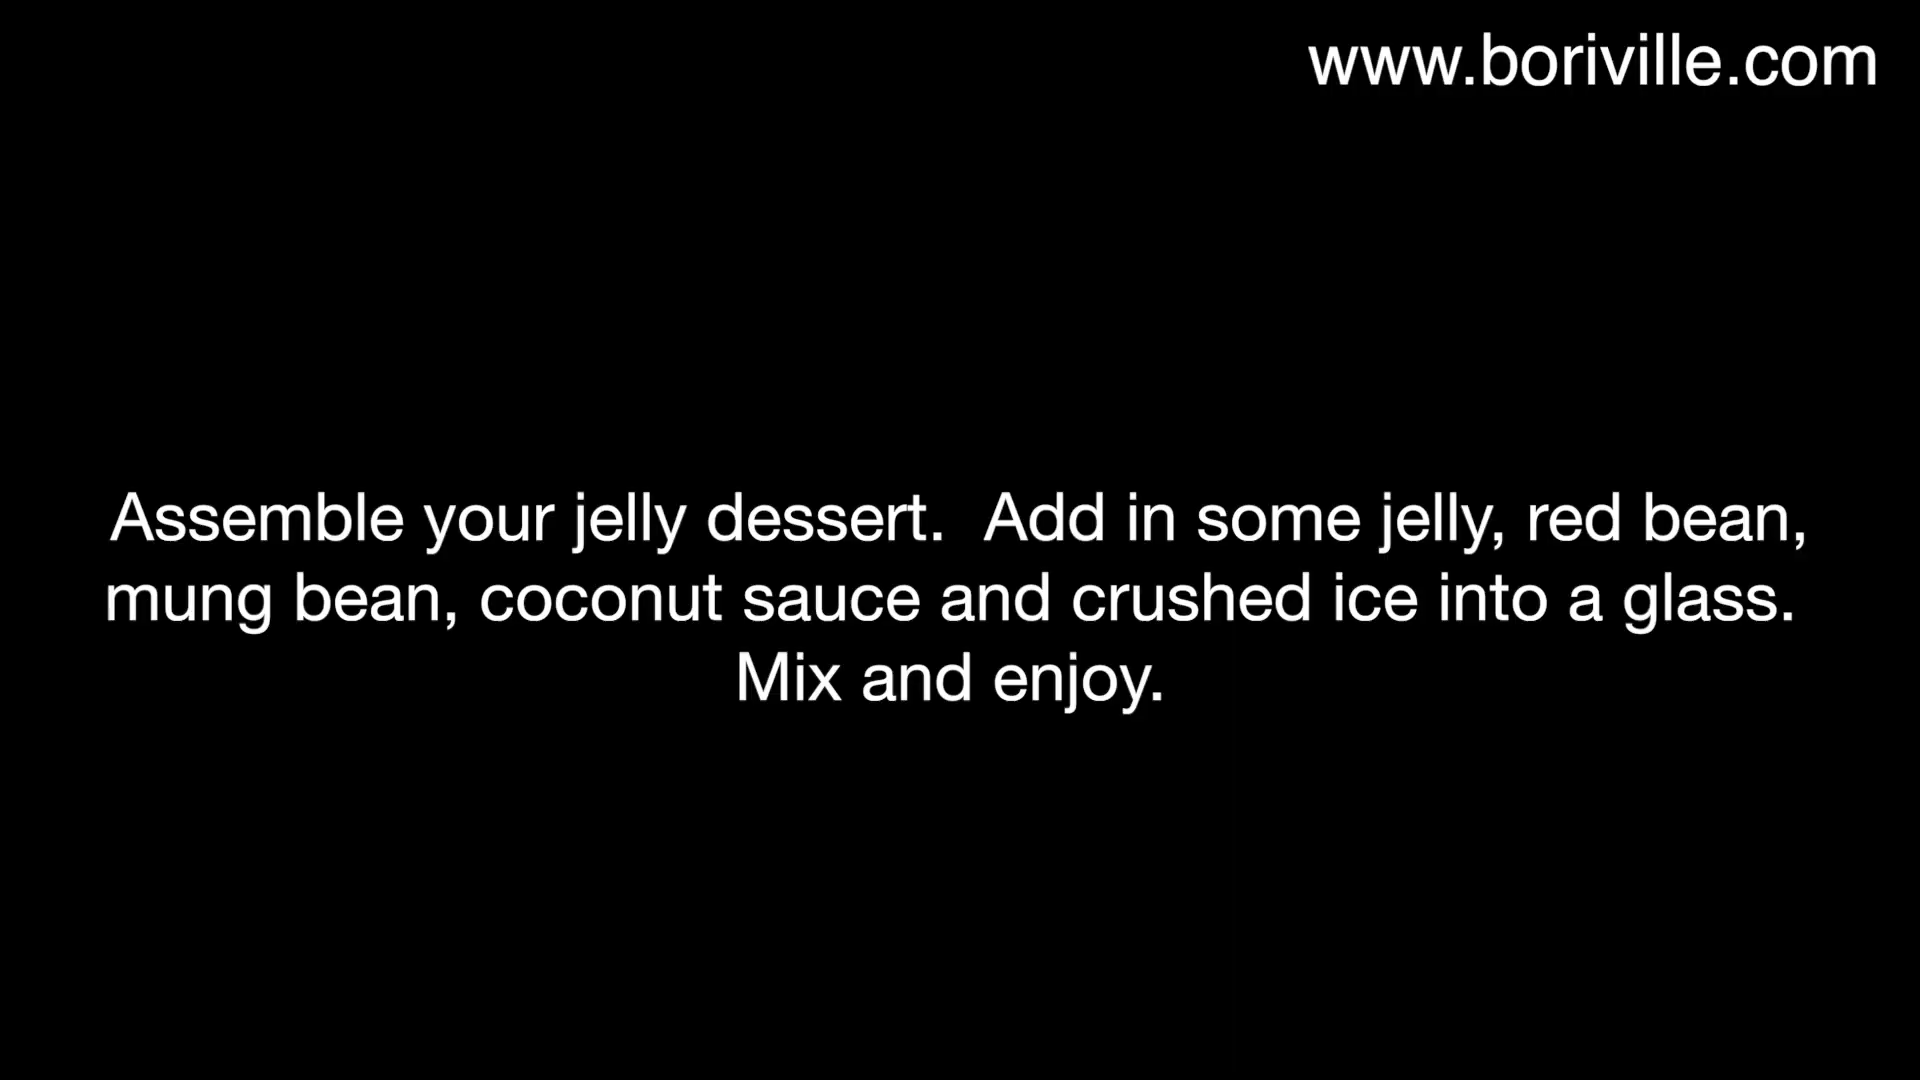 www.boriville.com
Assemble your jelly dessert.  Add in some jelly, red bean,
mung bean, coconut sauce and crushed ice into a glass.
Mix and enjoy.